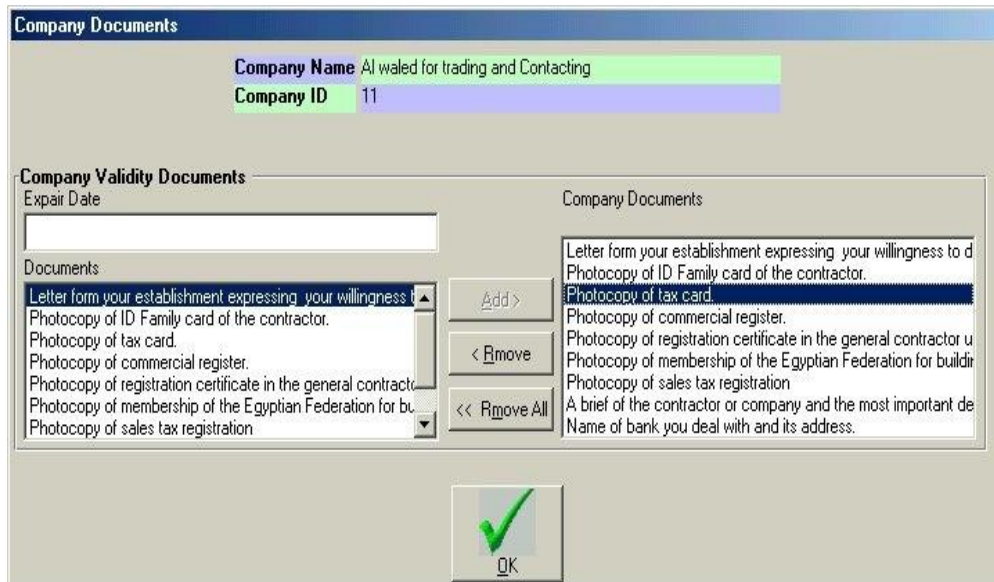 Company Documents
Company Name Al waled for trading and Contacting
Company ID 11
Company Validity Documents
Expair Date
Documents
Letter form your establishment expressing your willingness t
Photocopy of ID Family card of the contractor.
Photocopy of tax card.
Photocopy of commercial register.
Photocopy of registration certificate in the general contracto
Photocopy of membership of the Egyptian Federation for bu
Photocopy of sales tax registration
Add >
< Rmove
<< Rmove All
Company Documents
Letter form your establishment expressing your willingness to d
Photocopy of ID Family card of the contractor.
Photocopy of tax card.
Photocopy of commercial register.
Photocopy of registration certificate in the general contractor u
Photocopy of membership of the Egyptian Federation for buildin
Photocopy of sales tax registration
A brief of the contractor or company and the most important de
Name of bank you deal with and its address.
OK